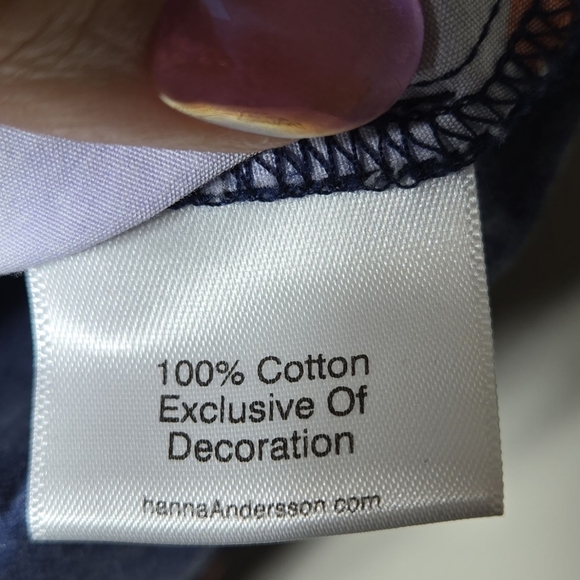 100% Cotton
Exclusive Of
Decoration
hannaAndersson.com